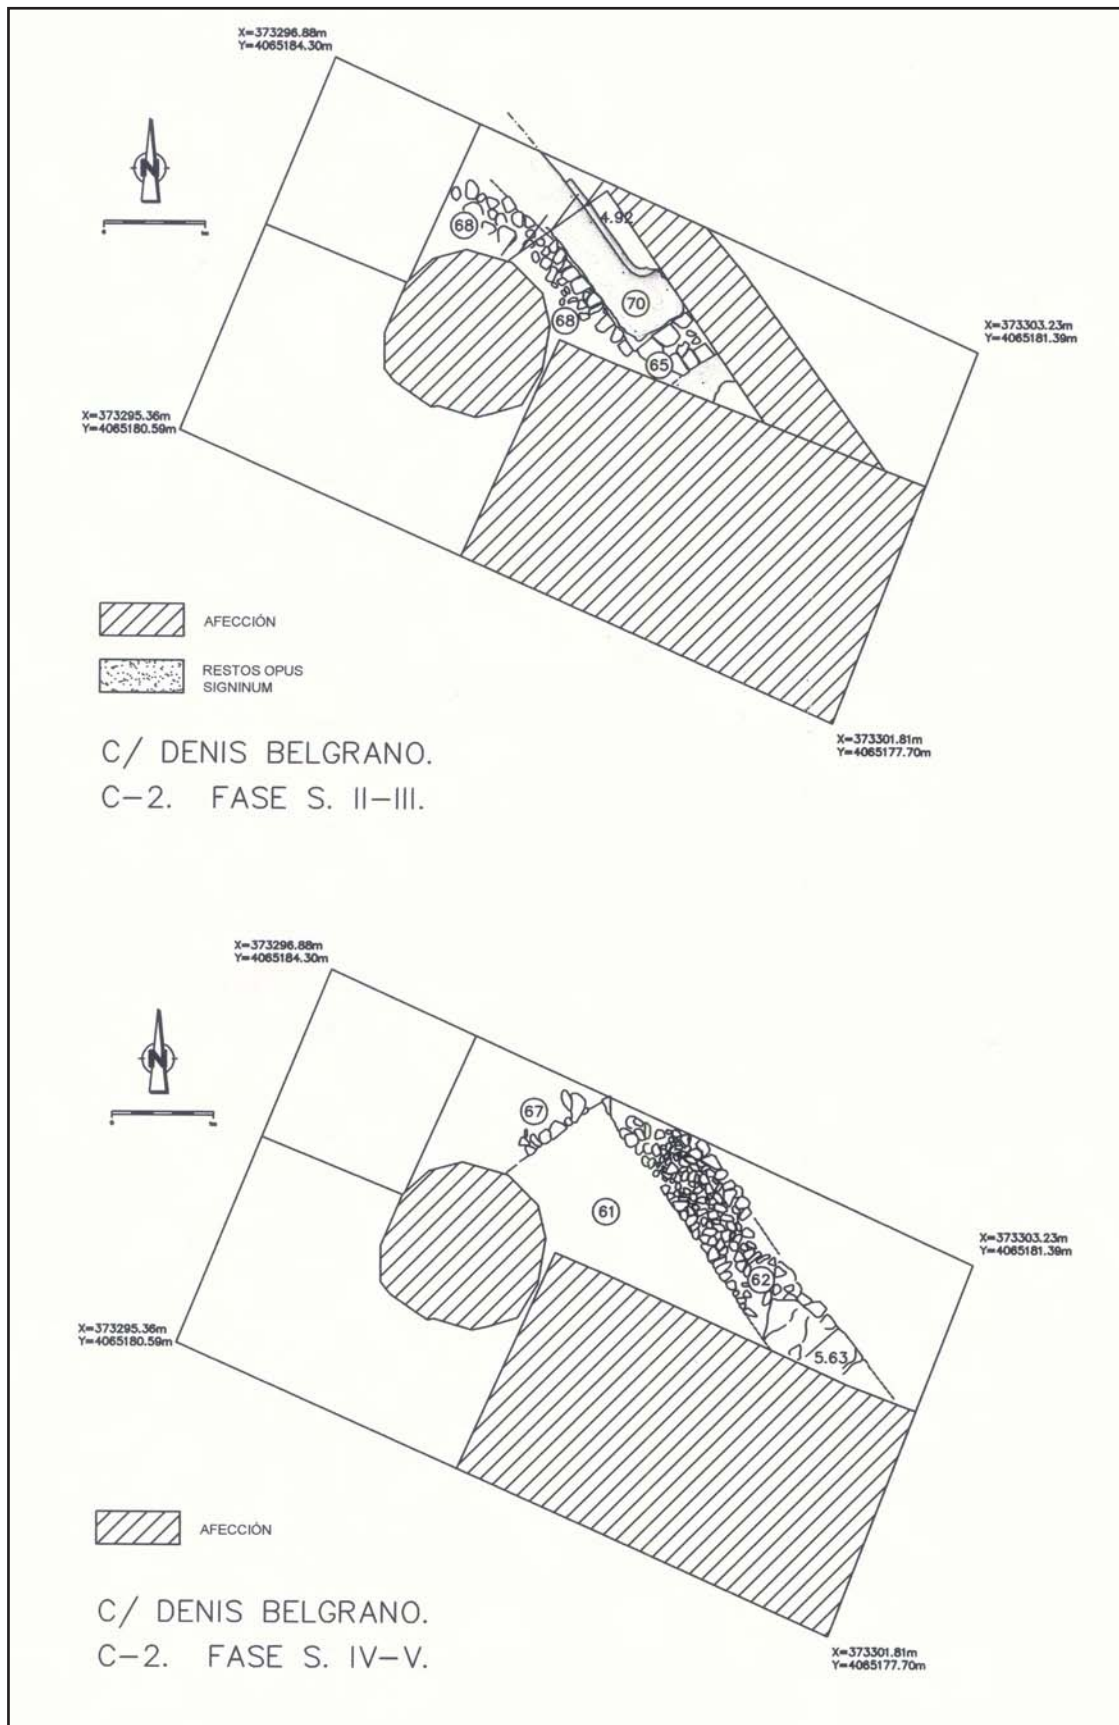 X=373296.88m
Y=4065184.30m
N
4.92
68
70
68
65
X=373303.23m
Y=4065181.39m
X=373295.36m
Y=4065180.59m
AFECCIÓN
RESTOS OPUS
SIGNINUM
X=373301.81m
Y=4065177.70m
C/ DENIS BELGRANO.
C-2. FASE S. II-III.
X=373296.88m
Y=4065184.30m
N
67
61
X=373303.23m
Y=4065181.39m
62
X=373295.36m
Y=4065180.59m
5.63
AFECCIÓN
C/ DENIS BELGRANO.
C-2. FASE S. IV-V.
X=373301.81m
Y=4065177.70m